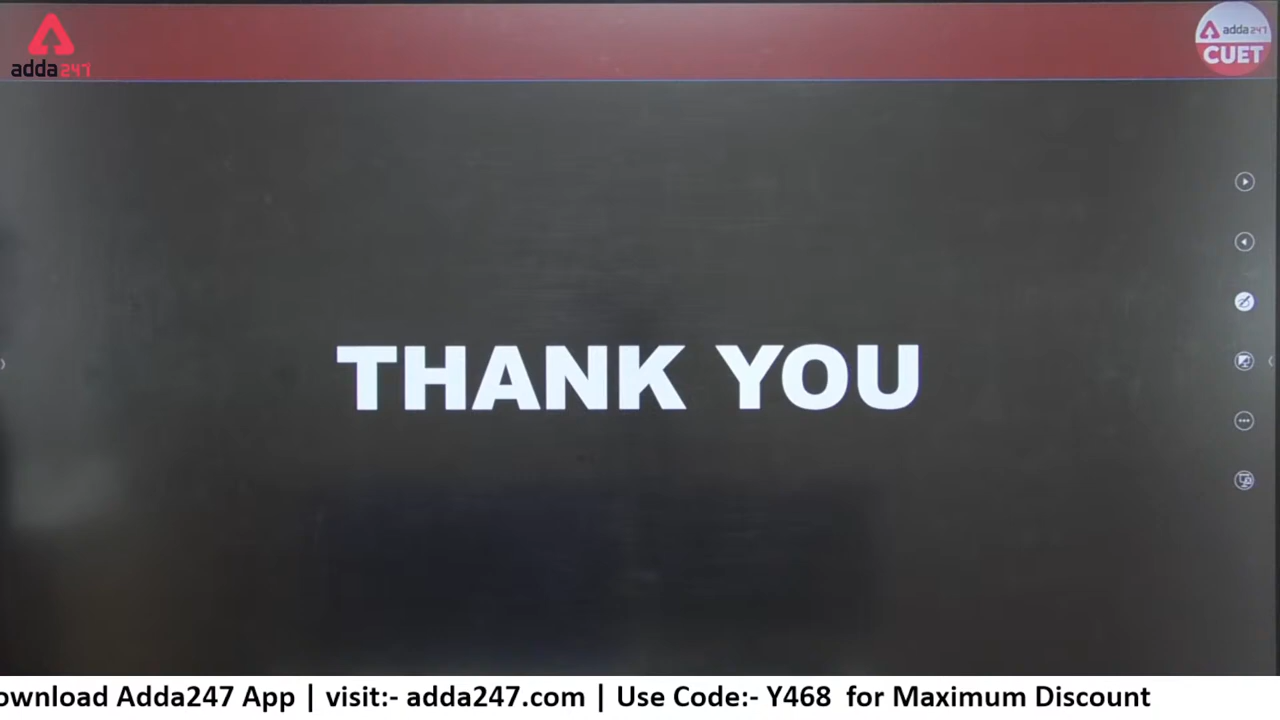 adda247
adda247
CUET
THANK YOU
ownload Adda247 App | visit:- adda247.com | Use Code:- Y468 for Maximum Discount